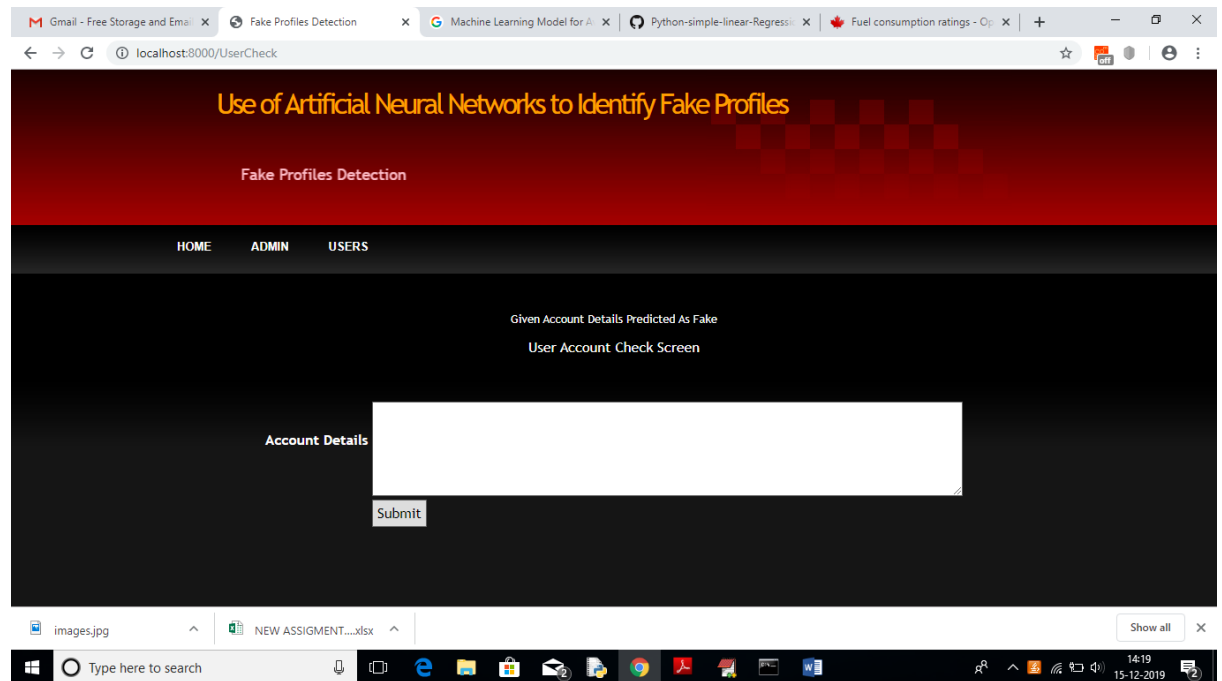 Gmail - Free Storage and Emai
Fake Profiles Detection
Machine Learning Model for A
Python-simple-linear-Regressi
Fuel consumption ratings - Op
localhost:8000/UserCheck
off
Use of Artificial Neural Networks to Identify Fake Profiles
Fake Profiles Detection
HOME ADMIN USERS
Given Account Details Predicted As Fake
User Account Check Screen
Account Details
Submit
images.jpg
NEW ASSIGMENT....xlsx
Show all
Type here to search
2
14:19
15-12-2019
2